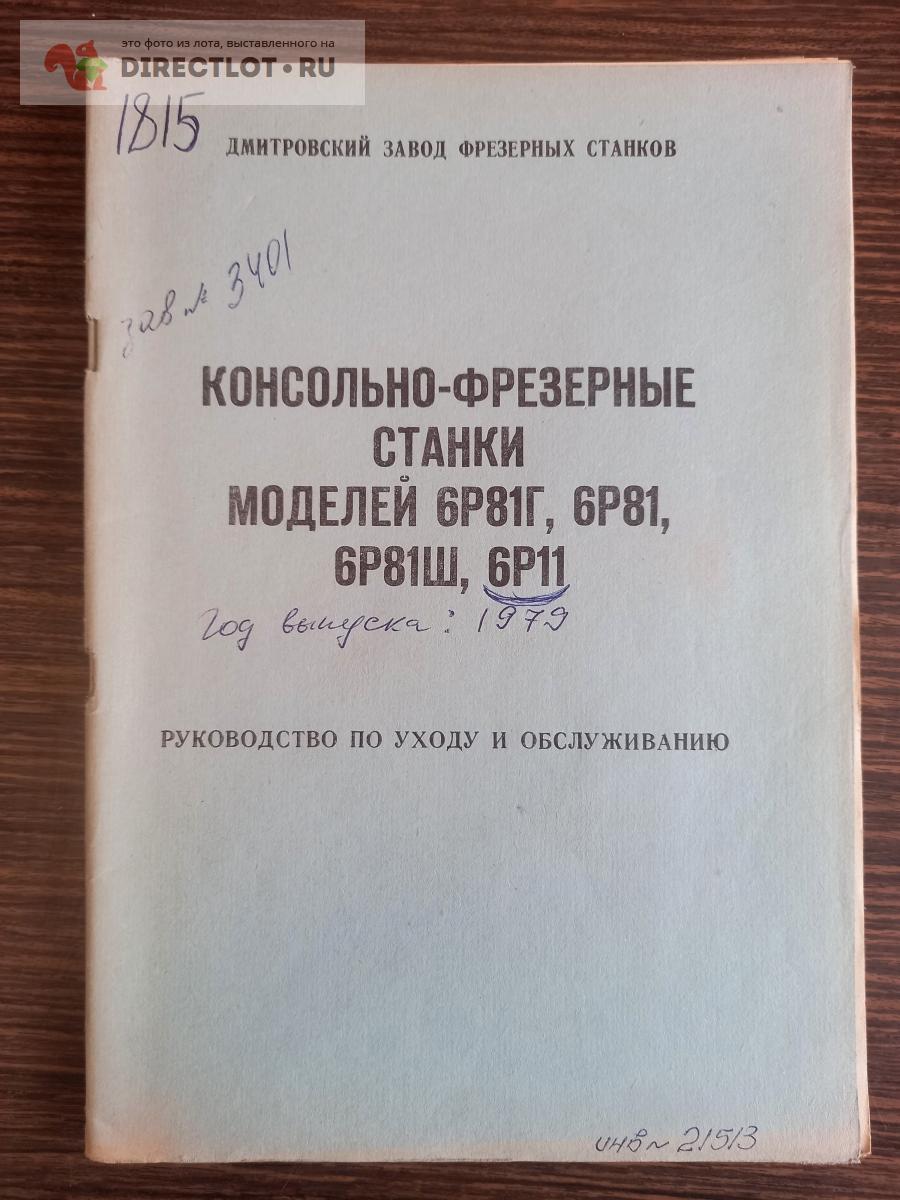 это фото из лота, выставленного на
DIRECTLOT.RU
1815
ДМИТРОВСКИЙ ЗАВОД ФРЕЗЕРНЫХ СТАНКОВ
зав № 3401
КОНСОЛЬНО-ФРЕЗЕРНЫЕ
СТАНКИ
МОДЕЛЕЙ 6Р81Г, 6Р81,
6Р81Ш, 6Р11
Год выпуска: 1979
РУКОВОДСТВО ПО УХОДУ И ОБСЛУЖИВАНИЮ
инв № 21513